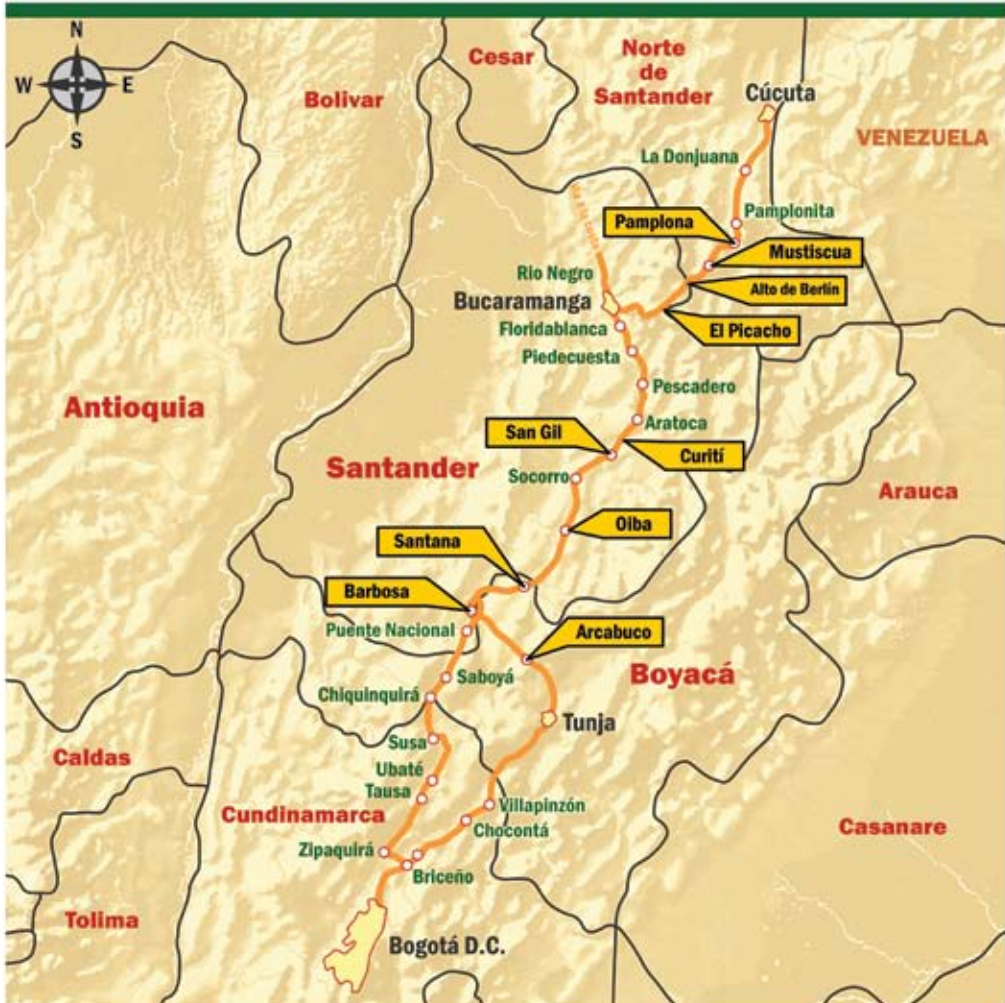 N
W
E
S
Cesar
Norte
de
Santander
Cúcuta
Bolivar
VENEZUELA
La Donjuana
Pamplonita
Pamplona
Mustiscua
Alto de Berlín
Rio Negro
Bucaramanga
El Picacho
Floridablanca
Piedecuesta
Pescadero
Antioquia
Aratoca
San Gil
Curití
Santander
Socorro
Arauca
Oiba
Santana
Barbosa
Puente Nacional
Arcabuco
Saboyá
Boyacá
Chiquinquirá
Tunja
Susa
Caldas
Ubaté
Tausa
Villapinzón
Cundinamarca
Chocontá
Casanare
Zipaquirá
Briceño
Tolima
Bogotá D.C.